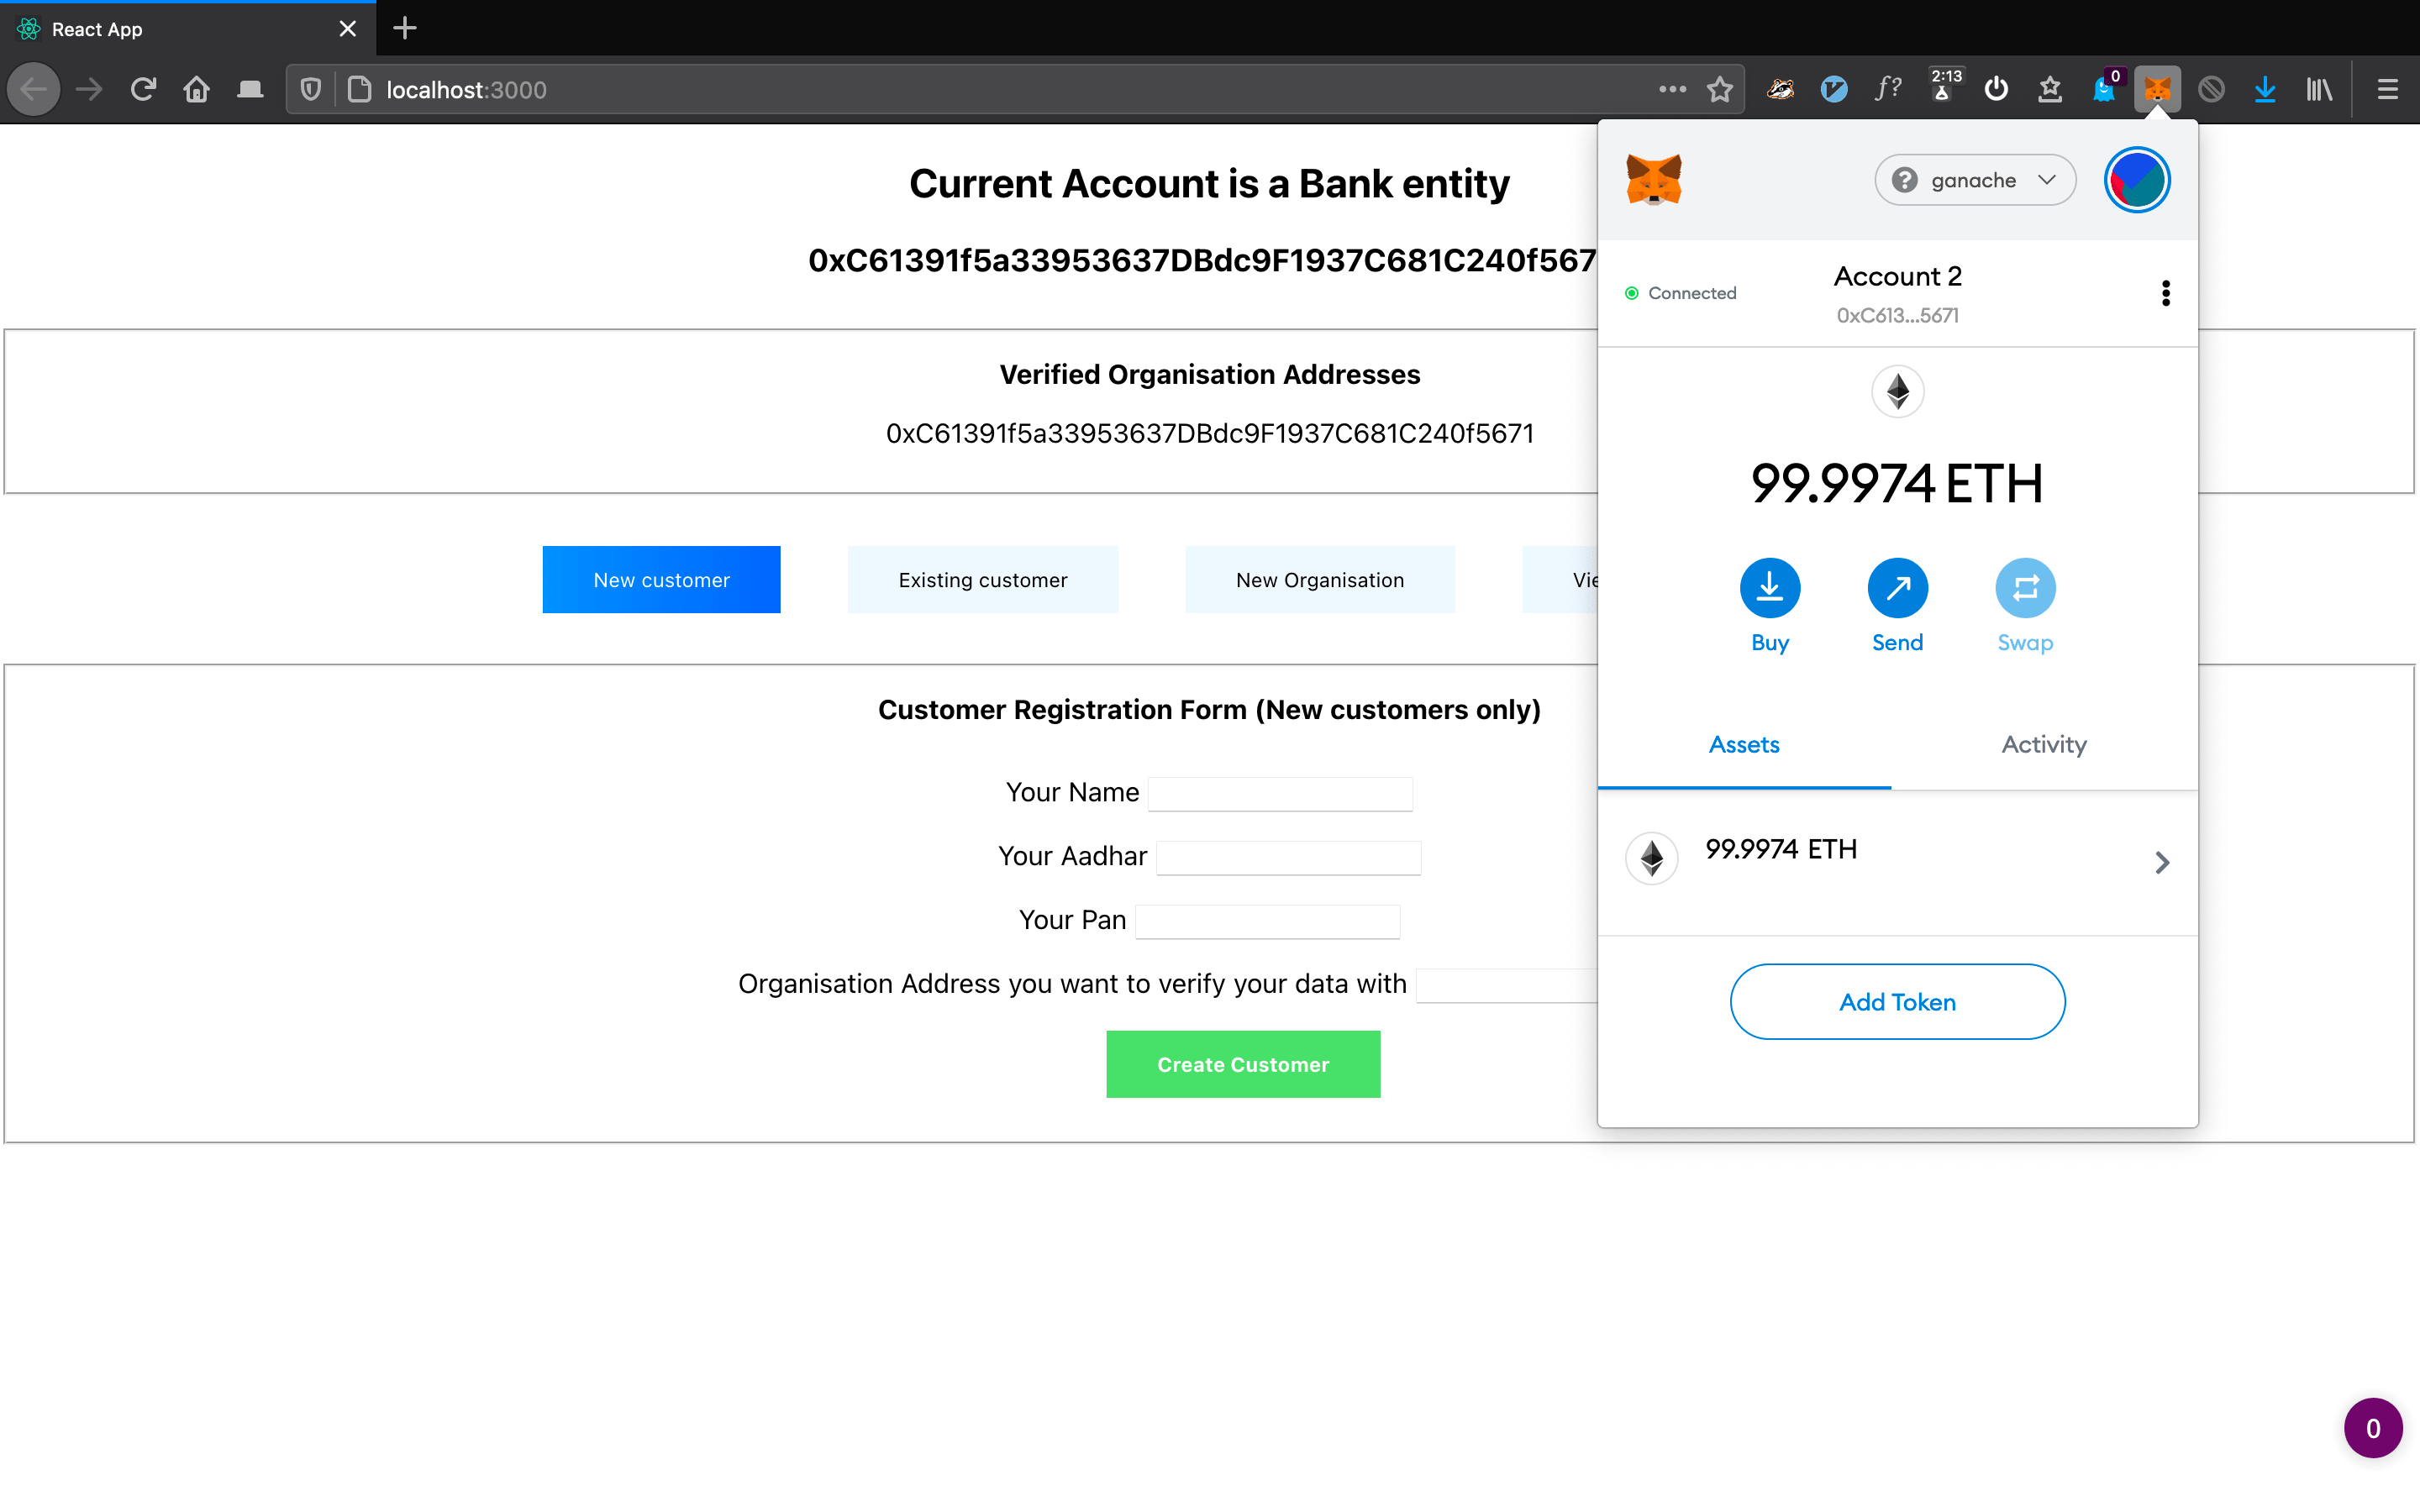 React App
localhost:3000
2:13
0
Current Account is a Bank entity
0xC61391f5a33953637DBdc9F1937C681C240f567
Verified Organisation Addresses
0xC61391f5a33953637DBdc9F1937C681C240f5671
New customer
Existing customer
New Organisation
Vie
Customer Registration Form (New customers only)
Your Name
Your Aadhar
Your Pan
Organisation Address you want to verify your data with
Create Customer
ganache
Connected
Account 2
0xC613...5671
99.9974 ETH
Buy
Send
Swap
Assets
Activity
99.9974 ETH
Add Token
0